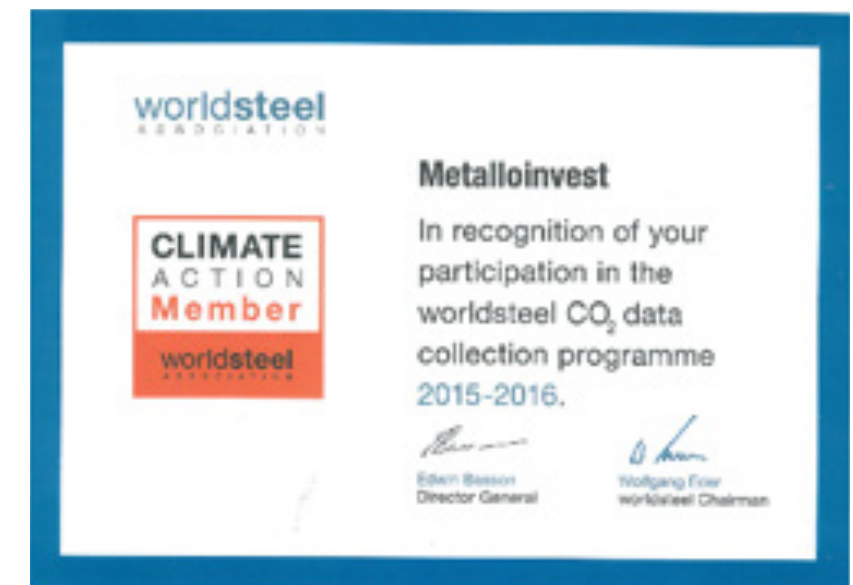 worldsteel
ASSOCIATION
CLIMATE
ACTION
Member
worldsteel
ASSOCIATION
Metalloinvest
In recognition of your
participation in the
worldsteel CO₂ data
collection programme
2015-2016.
Edwin Basson
Director General
Wolfgang Eder
worldsteel Chairman